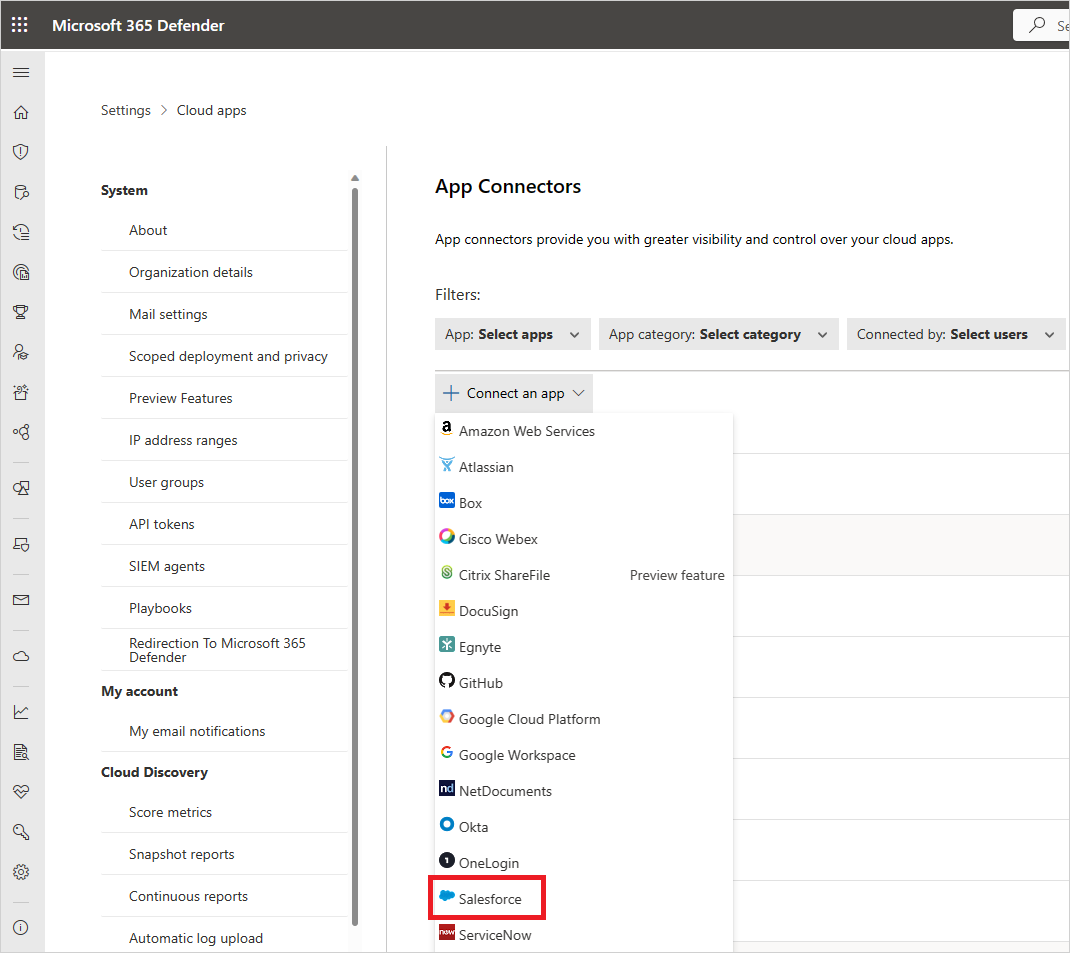 Microsoft 365 Defender
Se
Settings > Cloud apps
System
About
Organization details
Mail settings
Scoped deployment and privacy
Preview Features
IP address ranges
User groups
API tokens
SIEM agents
Playbooks
Redirection To Microsoft 365
Defender
My account
My email notifications
Cloud Discovery
Score metrics
Snapshot reports
Continuous reports
Automatic log upload
App Connectors
App connectors provide you with greater visibility and control over your cloud apps.
Filters:
App: Select apps
App category: Select category
Connected by: Select users
Connect an app
a Amazon Web Services
Atlassian
box Box
Cisco Webex
Citrix ShareFile Preview feature
DocuSign
Egnyte
GitHub
Google Cloud Platform
G Google Workspace
nd NetDocuments
Okta
1 OneLogin
Salesforce
now ServiceNow